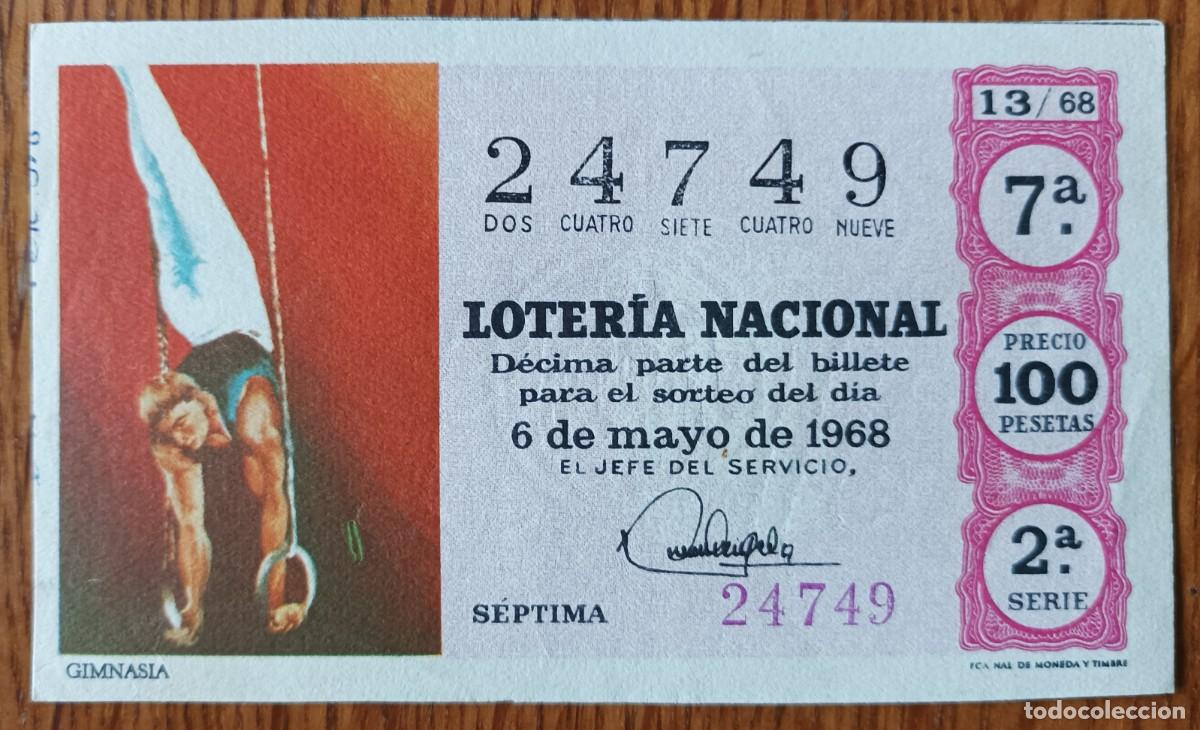 13/68
24749
DOS CUATRO SIETE CUATRO NUEVE
7ª.
LOTERÍA NACIONAL
Décima parte del billete
para el sorteo del día
6 de mayo de 1968
EL JEFE DEL SERVICIO,
PRECIO
100
PESETAS
2ª.
SERIE
SÉPTIMA
24749
GIMNASIA
FCA NAL DE MONEDA Y TIMBRE
todocoleccion